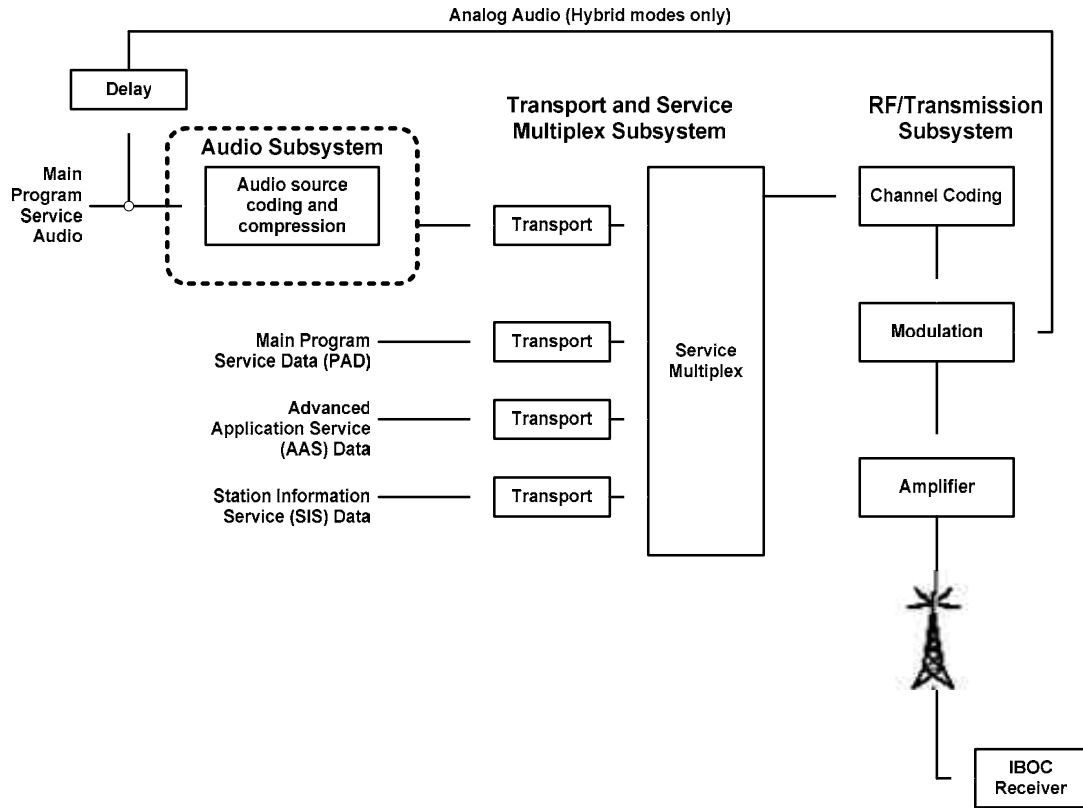 Analog Audio (Hybrid modes only)
Delay
Transport and Service
Multiplex Subsystem
RF/Transmission
Subsystem
Audio Subsystem
Main
Program
Service
Audio
Audio source
coding and
compression
Transport
Channel Coding
Main Program
Service Data (PAD)
Transport
Service
Multiplex
Modulation
Advanced
Application Service
(AAS) Data
Transport
Station Information
Service (SIS) Data
Transport
Amplifier
IBOC
Receiver